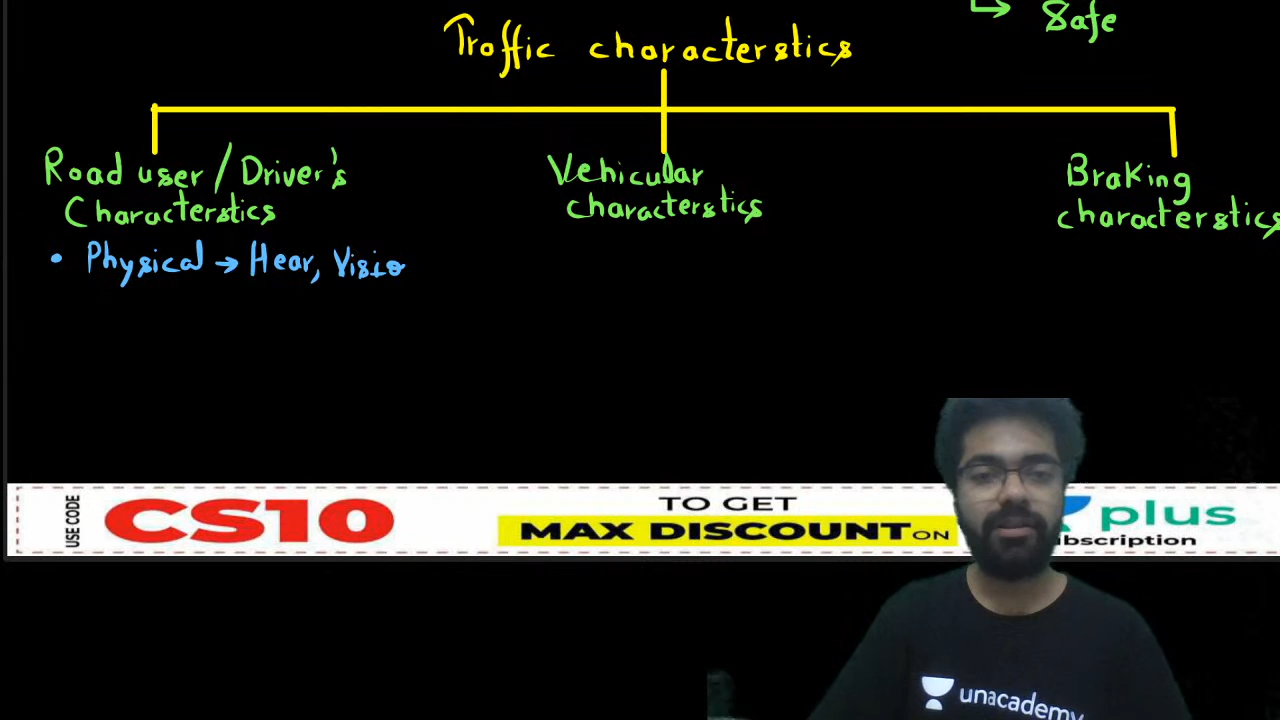 Safe
Traffic characterstics
Road user / Driver's
Characterstics
Vehicular
characterstics
Braking
characterstics
• Physical → Hear, Visio
USE CODE
CS10
TO GET
MAX DISCOUNT ON
plus
ubscription
unacademy